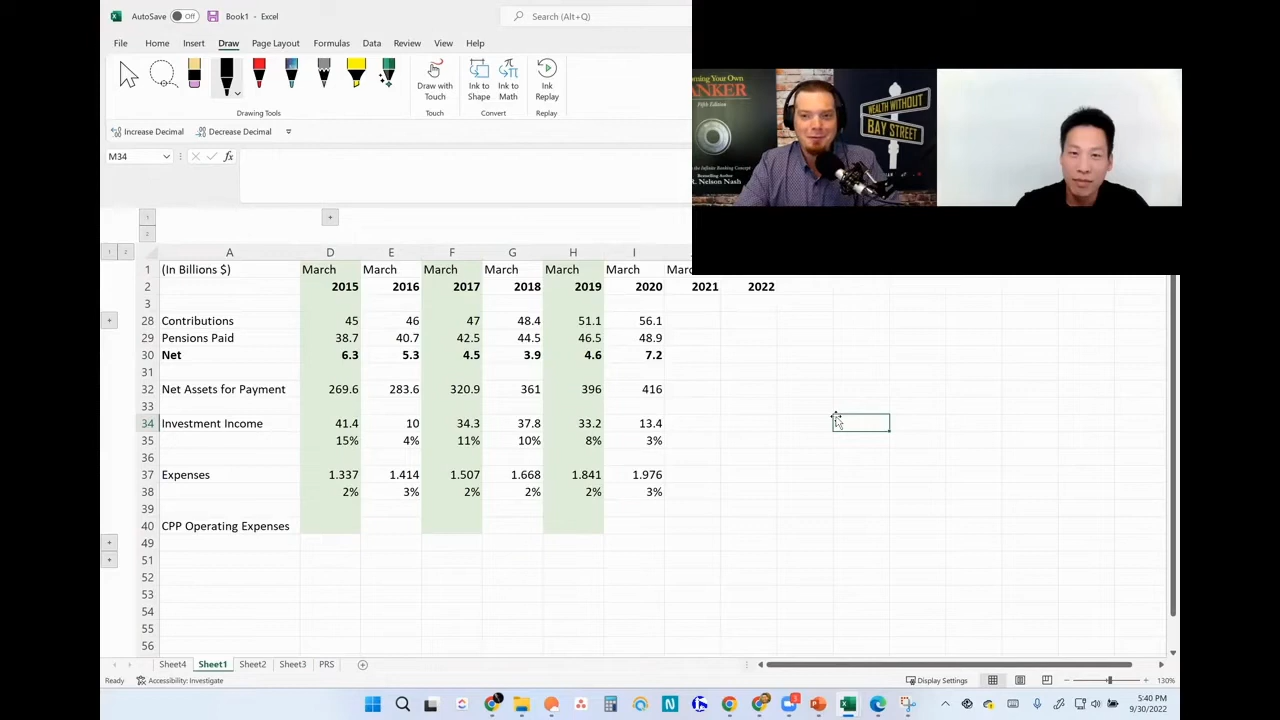 AutoSave Off Book1 - Excel Search (Alt+Q)
File Home Insert Draw Page Layout Formulas Data Review View Help
Draw with Touch
Ink to Shape
Ink to Math
Ink Replay
Drawing Tools Touch Convert Replay
Increase Decimal Decrease Decimal
M34 fx
BANKER
Fifth Edition
R. Nelson Nash
WEALTH WITHOUT
BAY STREET
1
2
1 2 A D E F G H I
1 (In Billions $) March March March March March March
2 2015 2016 2017 2018 2019 2020 2021 2022
3
28 Contributions 45 46 47 48.4 51.1 56.1
29 Pensions Paid 38.7 40.7 42.5 44.5 46.5 48.9
30 Net 6.3 5.3 4.5 3.9 4.6 7.2
31
32 Net Assets for Payment 269.6 283.6 320.9 361 396 416
33
34 Investment Income 41.4 10 34.3 37.8 33.2 13.4
35 15% 4% 11% 10% 8% 3%
36
37 Expenses 1.337 1.414 1.507 1.668 1.841 1.976
38 2% 3% 2% 2% 2% 3%
39
40 CPP Operating Expenses
49
51
52
53
54
55
56
Sheet4 Sheet1 Sheet2 Sheet3 PRS
Ready Accessibility: Investigate Display Settings 130%
5:40 PM
9/30/2022